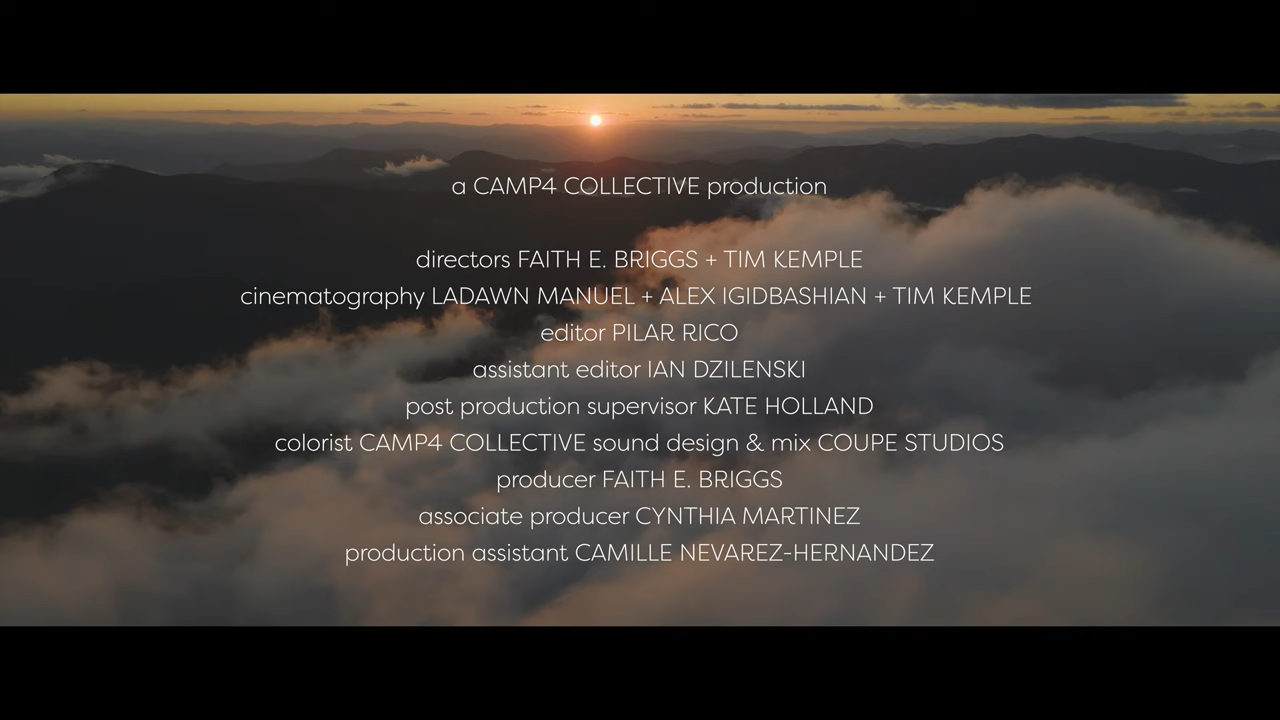 a CAMP4 COLLECTIVE production
directors FAITH E. BRIGGS + TIM KEMPLE
cinematography LADAWN MANUEL + ALEX IGIDBASHIAN + TIM KEMPLE
editor PILAR RICO
assistant editor IAN DZILENSKI
post production supervisor KATE HOLLAND
colorist CAMP4 COLLECTIVE sound design & mix COUPE STUDIOS
producer FAITH E. BRIGGS
associate producer CYNTHIA MARTINEZ
production assistant CAMILLE NEVAREZ-HERNANDEZ